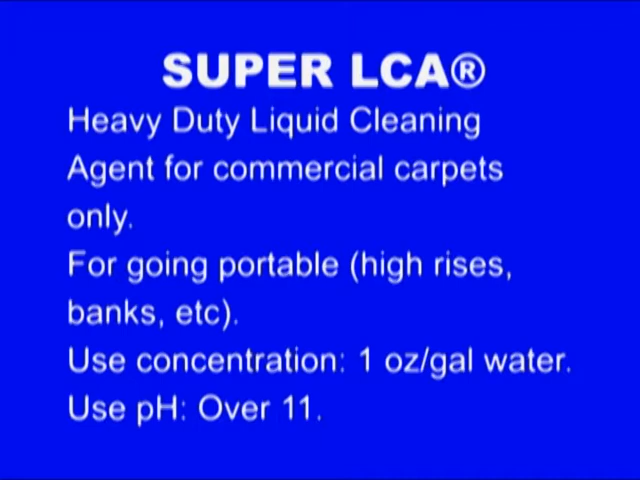 SUPER LCA®
Heavy Duty Liquid Cleaning
Agent for commercial carpets
only.
For going portable (high rises,
banks, etc).
Use concentration: 1 oz/gal water.
Use pH: Over 11.